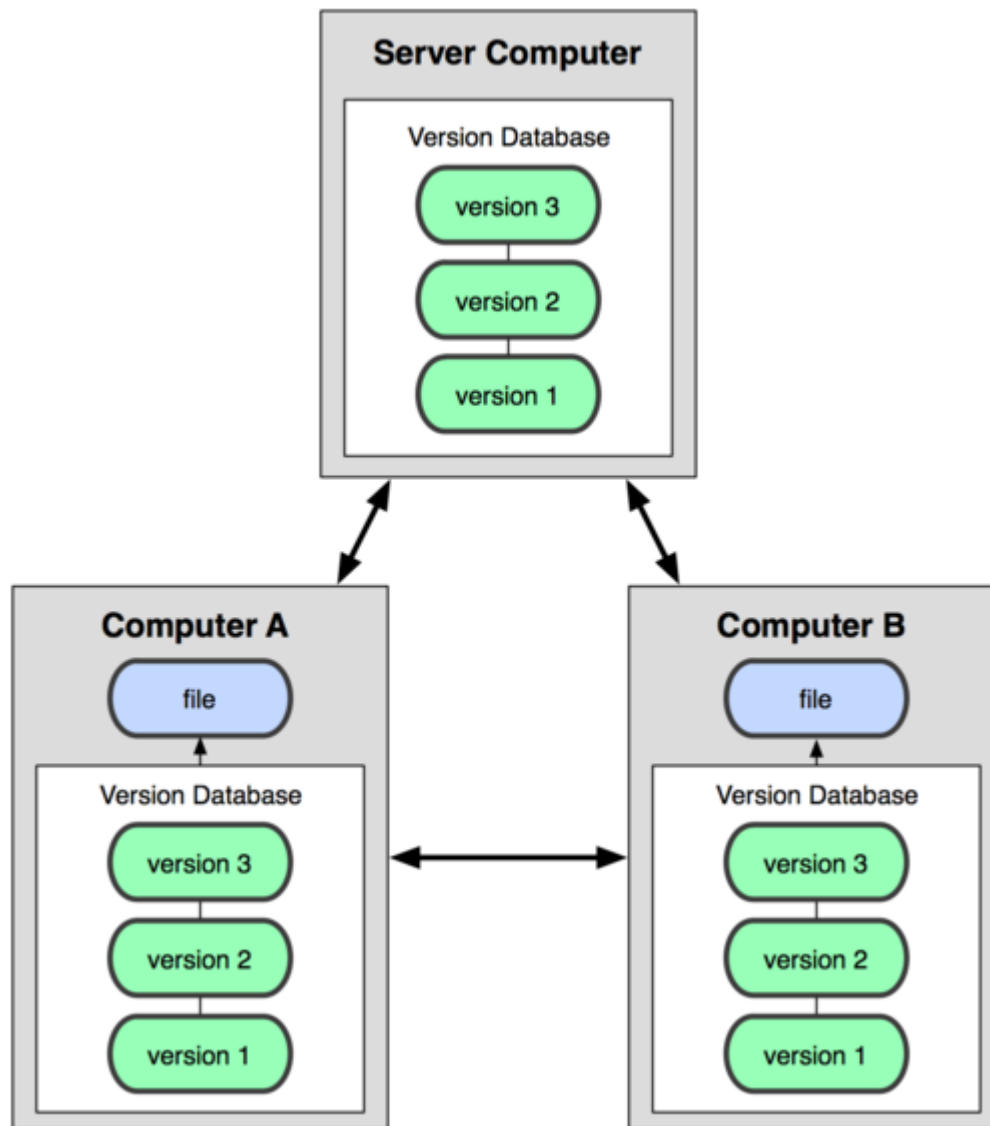 Server Computer
Version Database
version 3
version 2
version 1
Computer A
file
Version Database
version 3
version 2
version 1
Computer B
file
Version Database
version 3
version 2
version 1